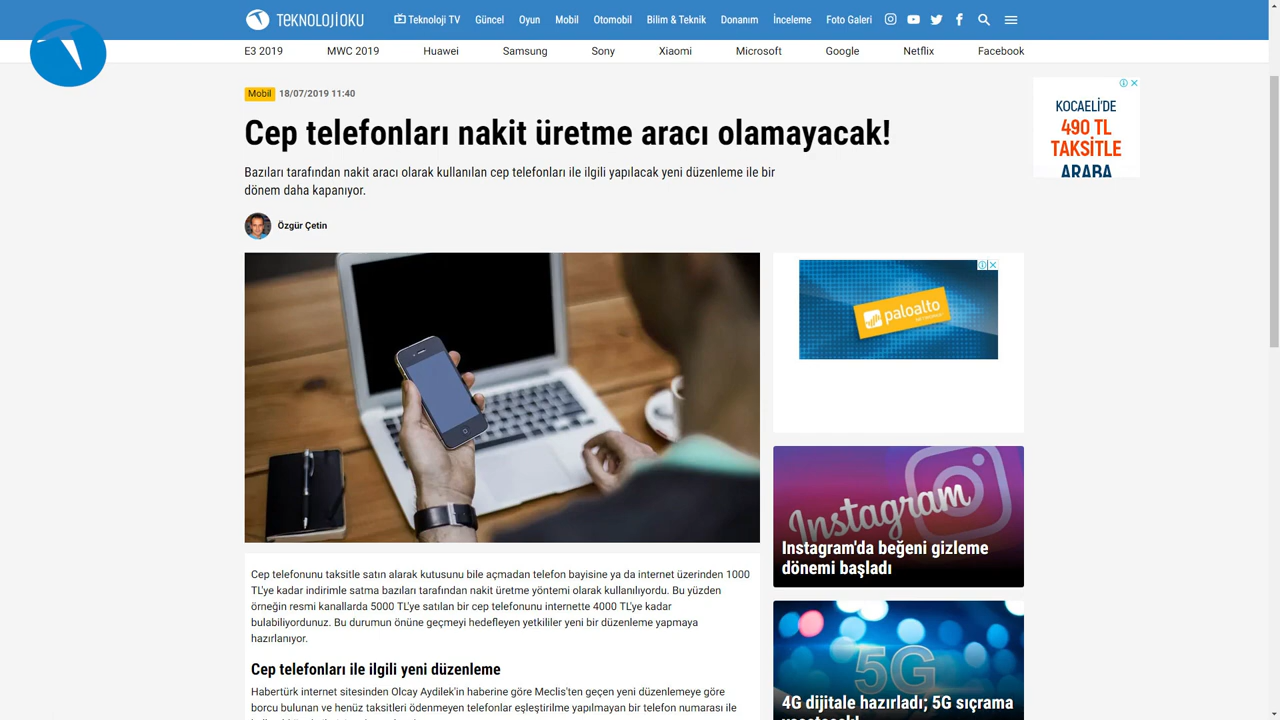 TEKNOLOJİOKU
Teknoloji TV Güncel Oyun Mobil Otomobil Bilim & Teknik Donanım İnceleme Foto Galeri
E3 2019 MWC 2019 Huawei Samsung Sony Xiaomi Microsoft Google Netflix Facebook
Mobil 18/07/2019 11:40
Cep telefonları nakit üretme aracı olamayacak!
Bazıları tarafından nakit aracı olarak kullanılan cep telefonları ile ilgili yapılacak yeni düzenleme ile bir
dönem daha kapanıyor.
Özgür Çetin
KOCAELİ'DE
490 TL
TAKSİTLE
ARABA
paloalto
Instagram
Instagram'da beğeni gizleme
dönemi başladı
Cep telefonunu taksitle satın alarak kutusunu bile açmadan telefon bayisine ya da internet üzerinden 1000
TL'ye kadar indirimle satma bazıları tarafından nakit üretme yöntemi olarak kullanılıyordu. Bu yüzden
örneğin resmi kanallarda 5000 TL'ye satılan bir cep telefonunu internette 4000 TL'ye kadar
bulabiliyordunuz. Bu durumun önüne geçmeyi hedefleyen yetkililer yeni bir düzenleme yapmaya
hazırlanıyor.
Cep telefonları ile ilgili yeni düzenleme
Habertürk internet sitesinden Olcay Aydilek'in haberine göre Meclis'ten geçen yeni düzenlemeye göre
borcu bulunan ve henüz taksitleri ödenmeyen telefonlar eşleştirilme yapılmayan bir telefon numarası ile
5G
4G dijitale hazırladı; 5G sıçrama